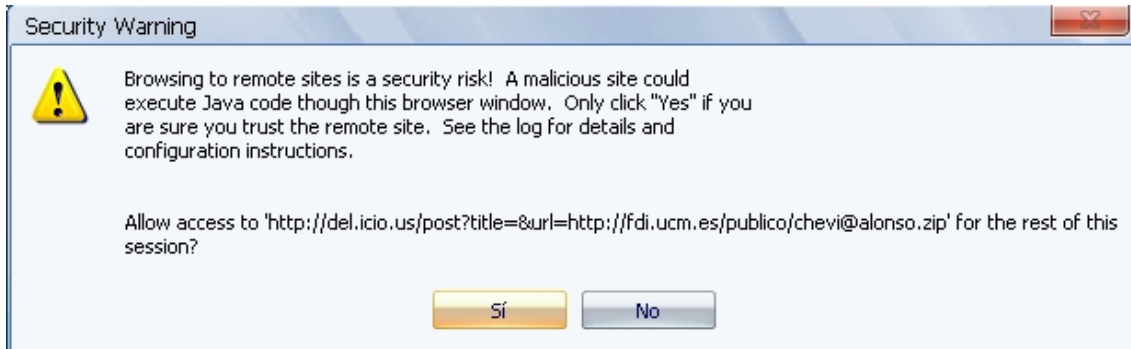 Security Warning
Browsing to remote sites is a security risk! A malicious site could
execute Java code though this browser window. Only click "Yes" if you
are sure you trust the remote site. See the log for details and
configuration instructions.
Allow access to 'http://del.icio.us/post?title=&url=http://fdi.ucm.es/publico/chevi@alonso.zip' for the rest of this
session?
Sí
No